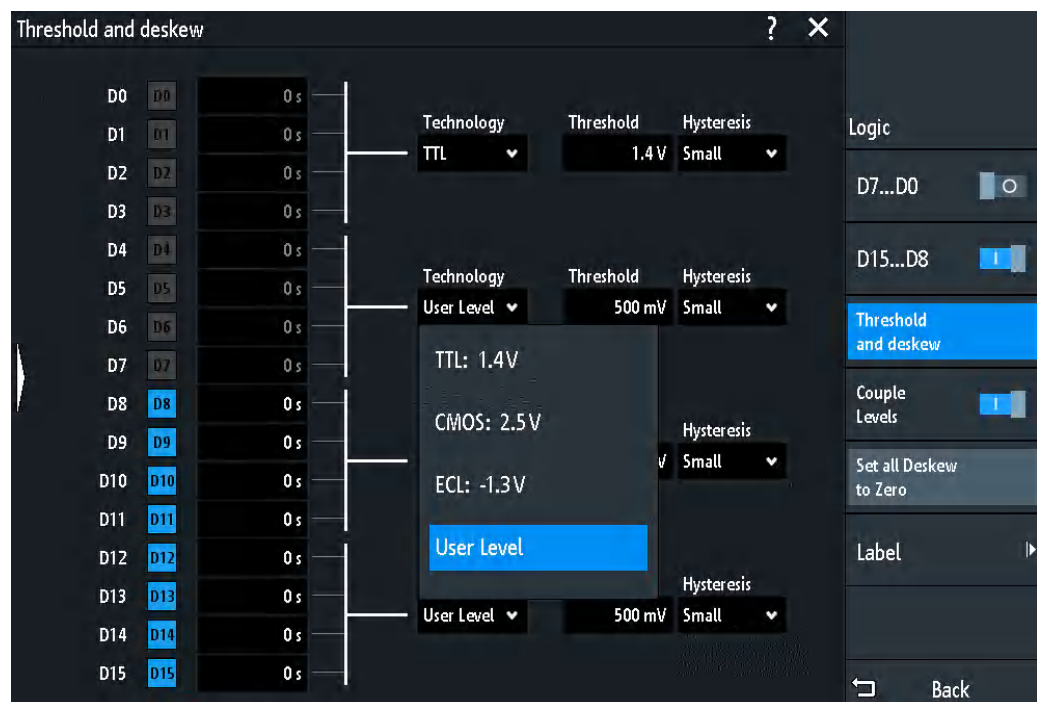 Threshold and deskew ? ×
D0 D0 0 s
D1 D1 0 s
D2 D2 0 s
D3 D3 0 s
Technology Threshold Hysteresis
TTL 1.4 V Small
D4 D4 0 s
D5 D5 0 s
D6 D6 0 s
D7 D7 0 s
Technology Threshold Hysteresis
User Level 500 mV Small
TTL: 1.4 V
CMOS: 2.5 V
ECL: -1.3 V
User Level
D8 D8 0 s
D9 D9 0 s
D10 D10 0 s
D11 D11 0 s
Hysteresis
V Small
D12 D12 0 s
D13 D13 0 s
D14 D14 0 s
D15 D15 0 s
Hysteresis
User Level 500 mV Small
Logic
D7...D0
D15...D8
Threshold
and deskew
Couple
Levels
Set all Deskew
to Zero
Label
Back